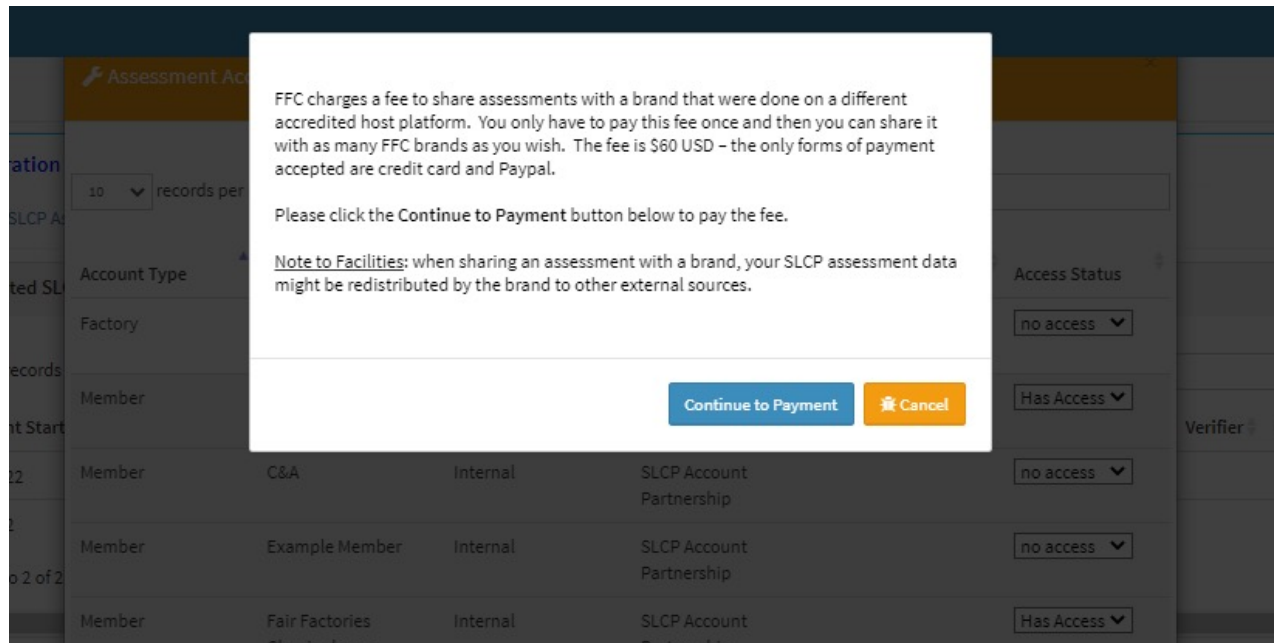 Assessment Acc
FFC charges a fee to share assessments with a brand that were done on a different
accredited host platform. You only have to pay this fee once and then you can share it
with as many FFC brands as you wish. The fee is $60 USD – the only forms of payment
accepted are credit card and Paypal.
Please click the Continue to Payment button below to pay the fee.
Note to Facilities: when sharing an assessment with a brand, your SLCP assessment data
might be redistributed by the brand to other external sources.
Continue to Payment Cancel
ration
10 records per
SLCP As
Account Type Access Status
ted SL
Factory no access
ecords
Member Has Access
nt Start Verifier
22 Member C&A Internal SLCP Account no access
Partnership
2
Member Example Member Internal SLCP Account no access
Partnership
o 2 of 2
Member Fair Factories Internal SLCP Account Has Access